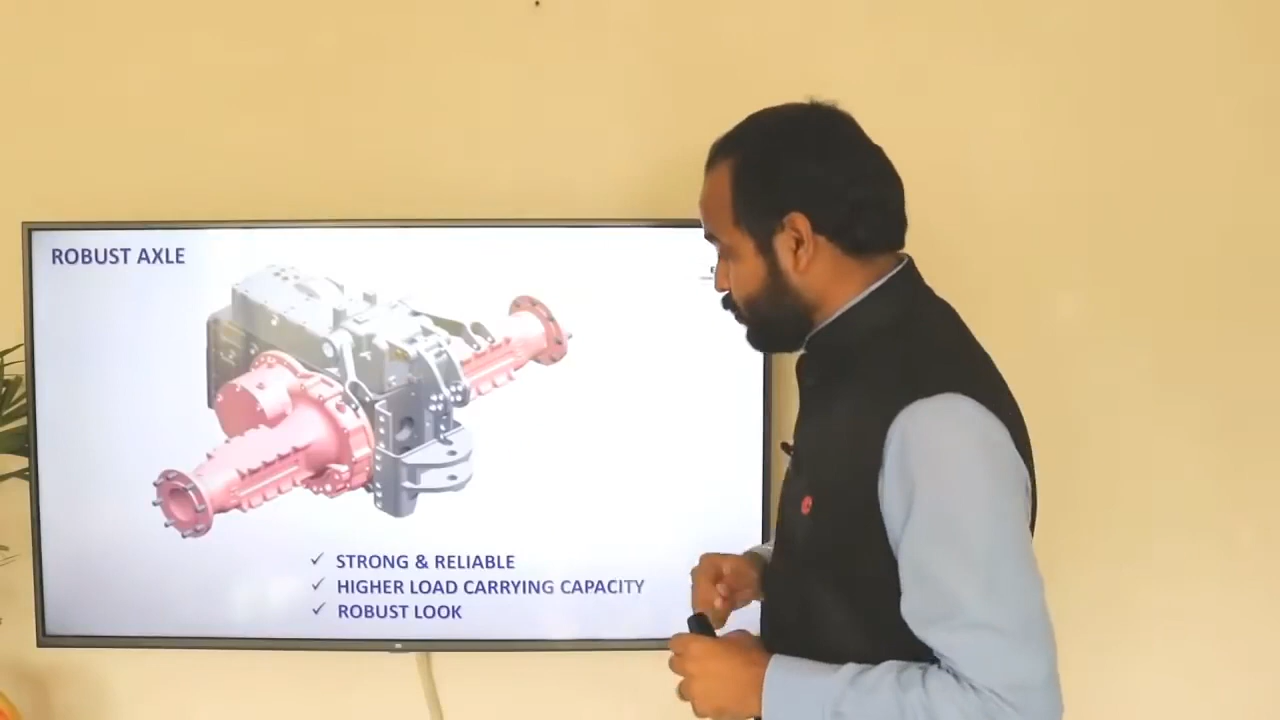 ROBUST AXLE
✓ STRONG & RELIABLE
✓ HIGHER LOAD CARRYING CAPACITY
✓ ROBUST LOOK